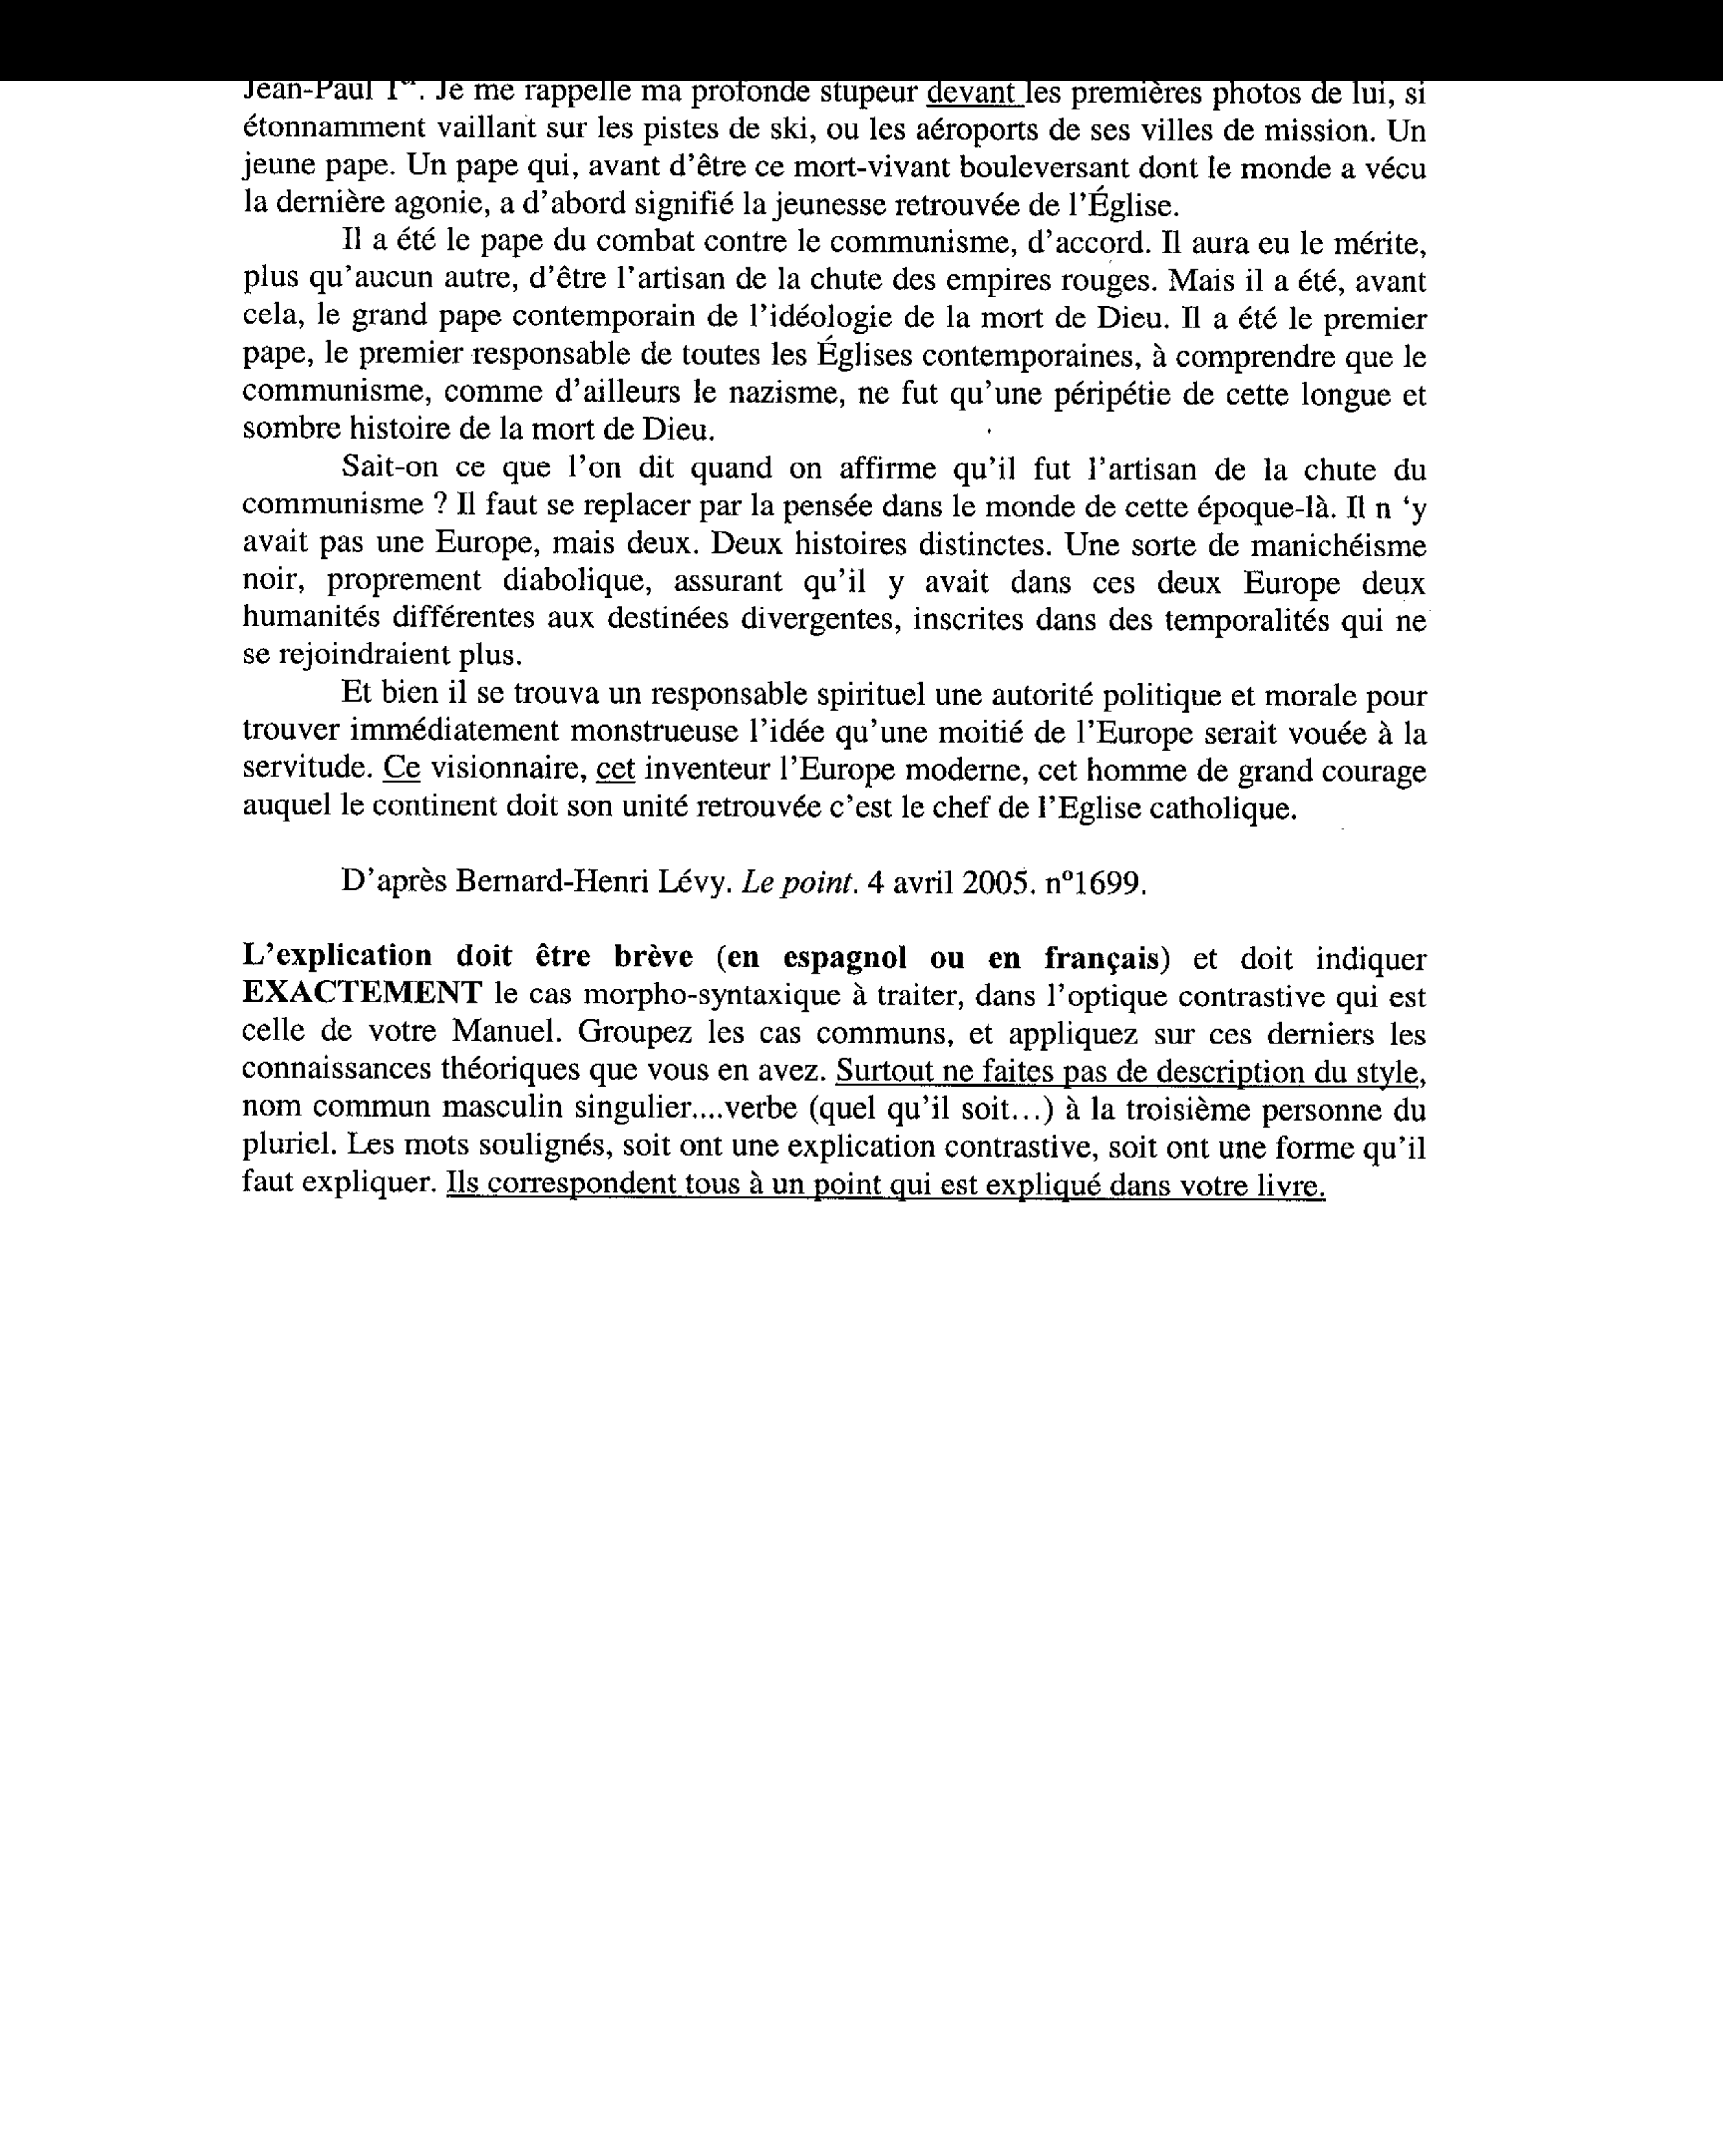 Jean-Paul 1er. Je me rappelle ma profonde stupeur devant les premières photos de lui, si
étonnamment vaillant sur les pistes de ski, ou les aéroports de ses villes de mission. Un
jeune pape. Un pape qui, avant d'être ce mort-vivant bouleversant dont le monde a vécu
la dernière agonie, a d'abord signifié la jeunesse retrouvée de l'Église.
Il a été le pape du combat contre le communisme, d'accord. Il aura eu le mérite,
plus qu'aucun autre, d'être l'artisan de la chute des empires rouges. Mais il a été, avant
cela, le grand pape contemporain de l'idéologie de la mort de Dieu. Il a été le premier
pape, le premier responsable de toutes les Églises contemporaines, à comprendre que le
communisme, comme d'ailleurs le nazisme, ne fut qu'une péripétie de cette longue et
sombre histoire de la mort de Dieu.
Sait-on ce que l'on dit quand on affirme qu'il fut l'artisan de la chute du
communisme ? Il faut se replacer par la pensée dans le monde de cette époque-là. Il n 'y
avait pas une Europe, mais deux. Deux histoires distinctes. Une sorte de manichéisme
noir, proprement diabolique, assurant qu'il y avait dans ces deux Europe deux
humanités différentes aux destinées divergentes, inscrites dans des temporalités qui ne
se rejoindraient plus.
Et bien il se trouva un responsable spirituel une autorité politique et morale pour
trouver immédiatement monstrueuse l'idée qu'une moitié de l'Europe serait vouée à la
servitude. Ce visionnaire, cet inventeur l'Europe moderne, cet homme de grand courage
auquel le continent doit son unité retrouvée c'est le chef de l'Eglise catholique.
D'après Bernard-Henri Lévy. Le point. 4 avril 2005. n°1699.
L'explication doit être brève (en espagnol ou en français) et doit indiquer
EXACTEMENT le cas morpho-syntaxique à traiter, dans l'optique contrastive qui est
celle de votre Manuel. Groupez les cas communs, et appliquez sur ces derniers les
connaissances théoriques que vous en avez. Surtout ne faites pas de description du style,
nom commun masculin singulier....verbe (quel qu'il soit...) à la troisième personne du
pluriel. Les mots soulignés, soit ont une explication contrastive, soit ont une forme qu'il
faut expliquer. Ils correspondent tous à un point qui est expliqué dans votre livre.